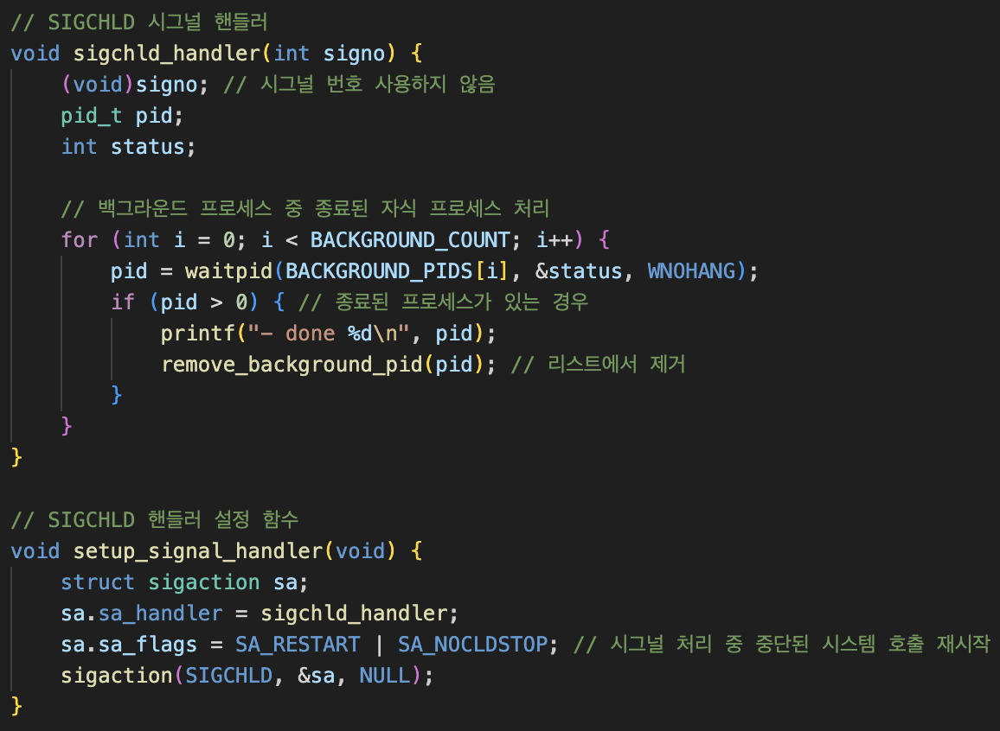 // SIGCHLD 시그널 핸들러
void sigchld_handler(int signo) {
    (void)signo; // 시그널 번호 사용하지 않음
    pid_t pid;
    int status;

    // 백그라운드 프로세스 중 종료된 자식 프로세스 처리
    for (int i = 0; i < BACKGROUND_COUNT; i++) {
        pid = waitpid(BACKGROUND_PIDS[i], &status, WNOHANG);
        if (pid > 0) { // 종료된 프로세스가 있는 경우
            printf("- done %d\n", pid);
            remove_background_pid(pid); // 리스트에서 제거
        }
    }
}

// SIGCHLD 핸들러 설정 함수
void setup_signal_handler(void) {
    struct sigaction sa;
    sa.sa_handler = sigchld_handler;
    sa.sa_flags = SA_RESTART | SA_NOCLDSTOP; // 시그널 처리 중 중단된 시스템 호출 재시작
    sigaction(SIGCHLD, &sa, NULL);
}